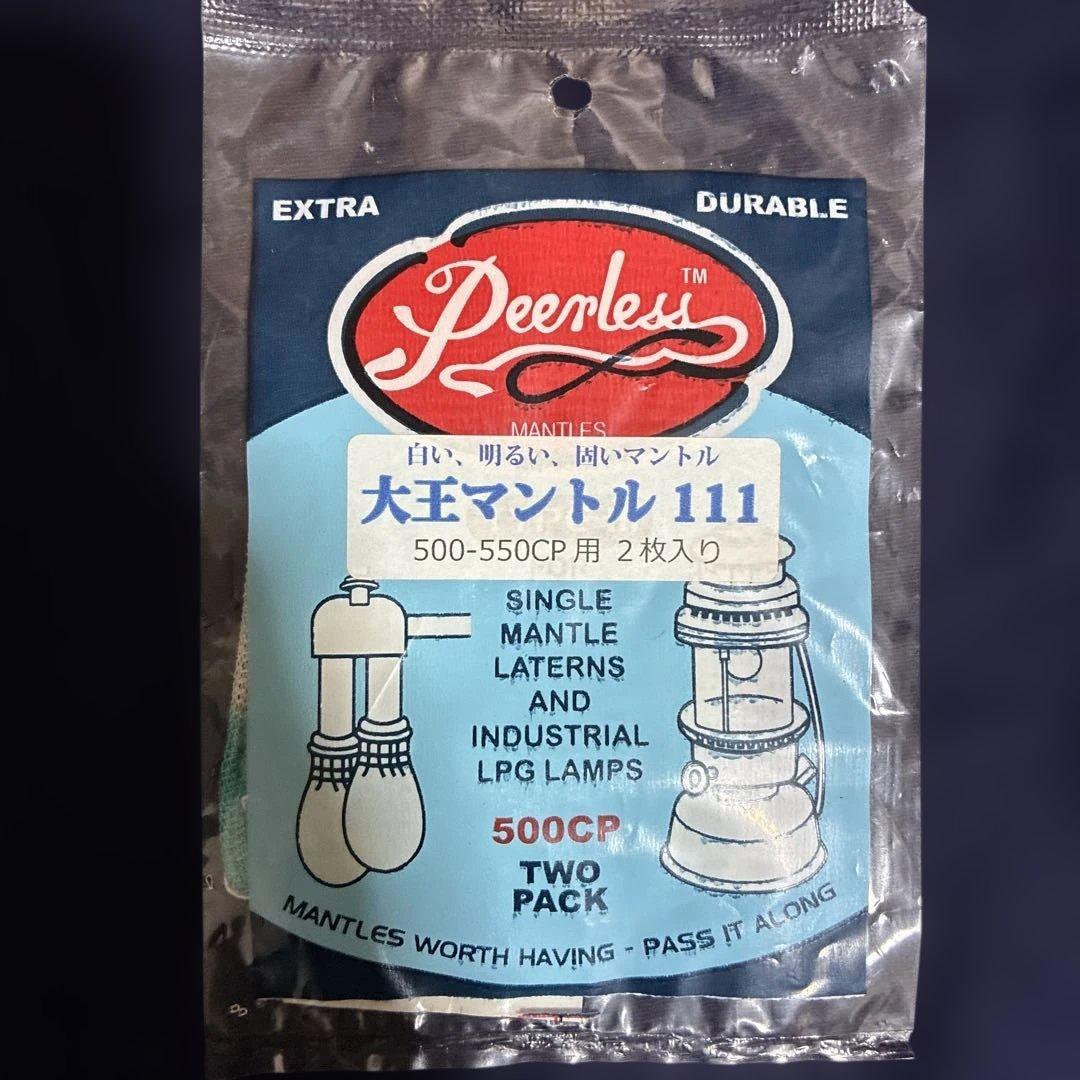 EXTRA
DURABLE
Peerless™
MANTLES
白い、明るい、固いマントル
大王マントル 111
500-550CP 用 2枚入り
SINGLE
MANTLE
LATERNS
AND
INDUSTRIAL
LPG LAMPS
500CP
TWO
PACK
MANTLES WORTH HAVING - PASS IT ALONG